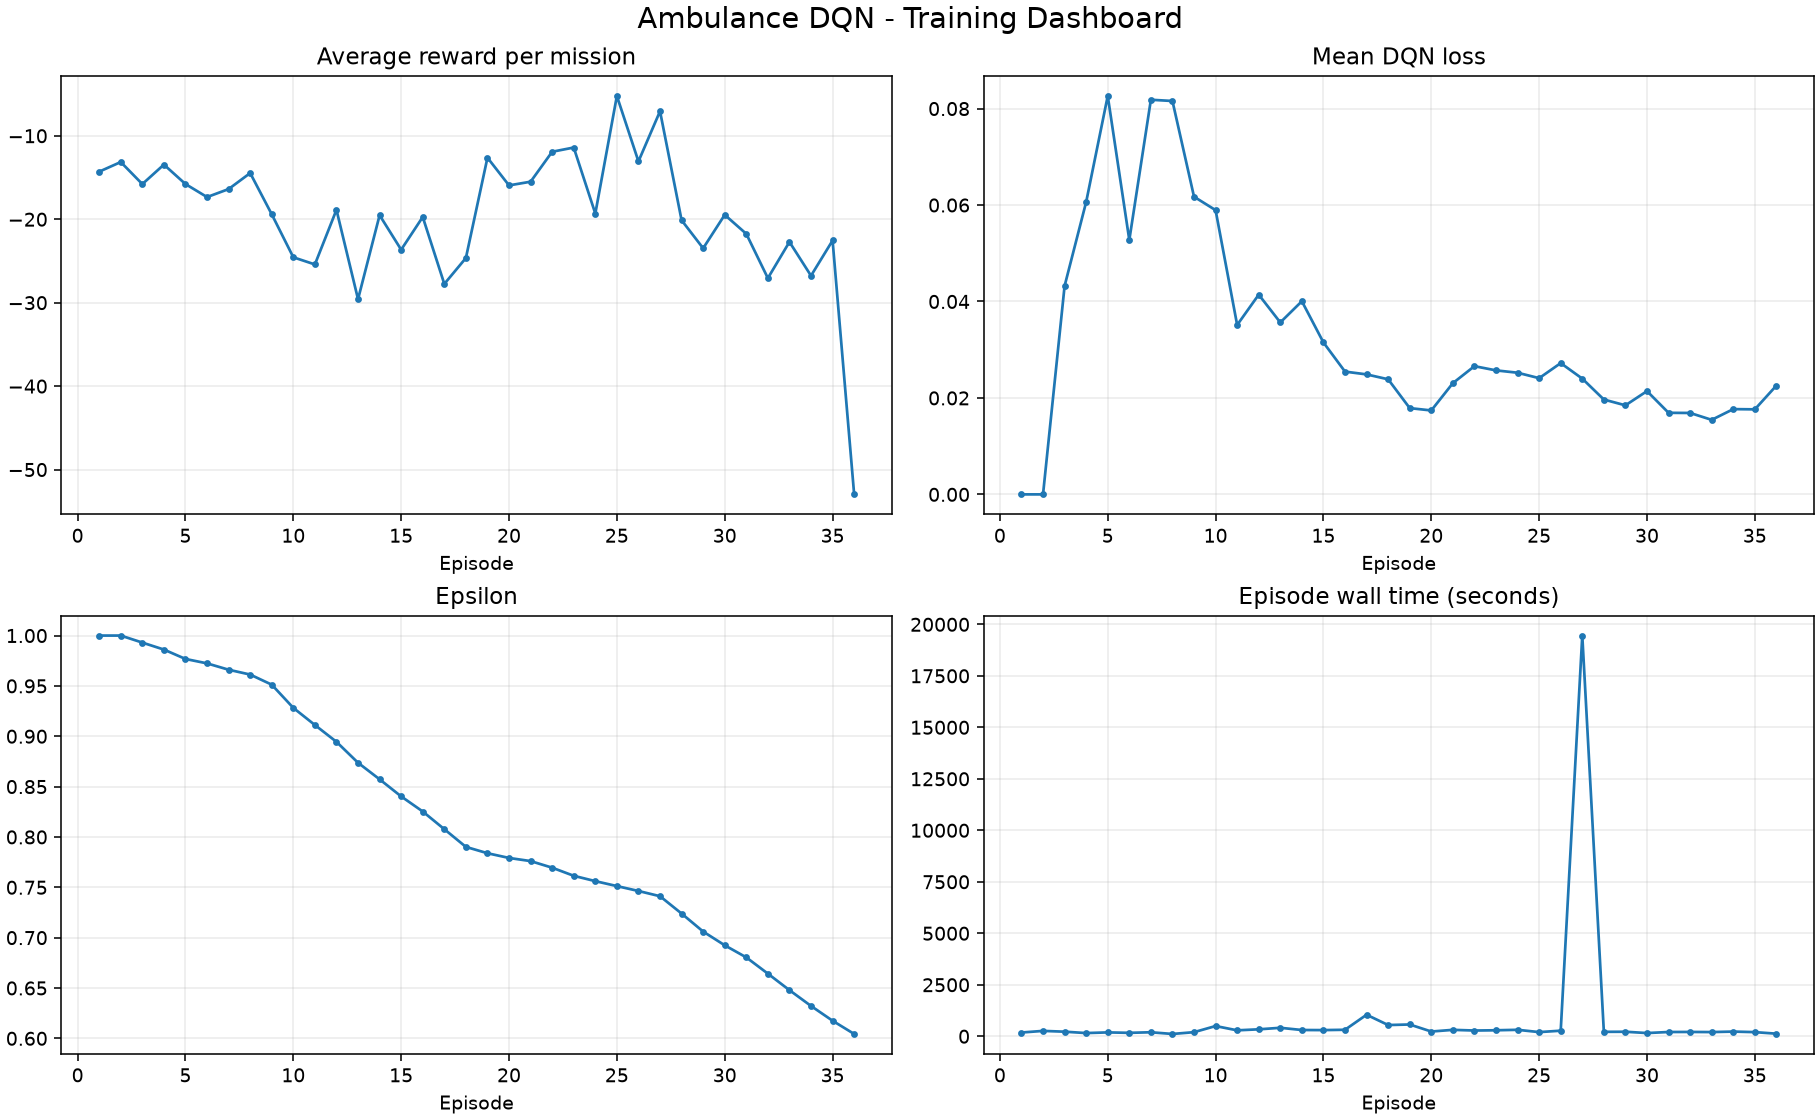 Ambulance DQN - Training Dashboard
Average reward per mission
−10
−20
−30
−40
−50
0 5 10 15 20 25 30 35
Episode
Mean DQN loss
0.08
0.06
0.04
0.02
0.00
0 5 10 15 20 25 30 35
Episode
Epsilon
1.00
0.95
0.90
0.85
0.80
0.75
0.70
0.65
0.60
0 5 10 15 20 25 30 35
Episode
Episode wall time (seconds)
20000
17500
15000
12500
10000
7500
5000
2500
0
0 5 10 15 20 25 30 35
Episode